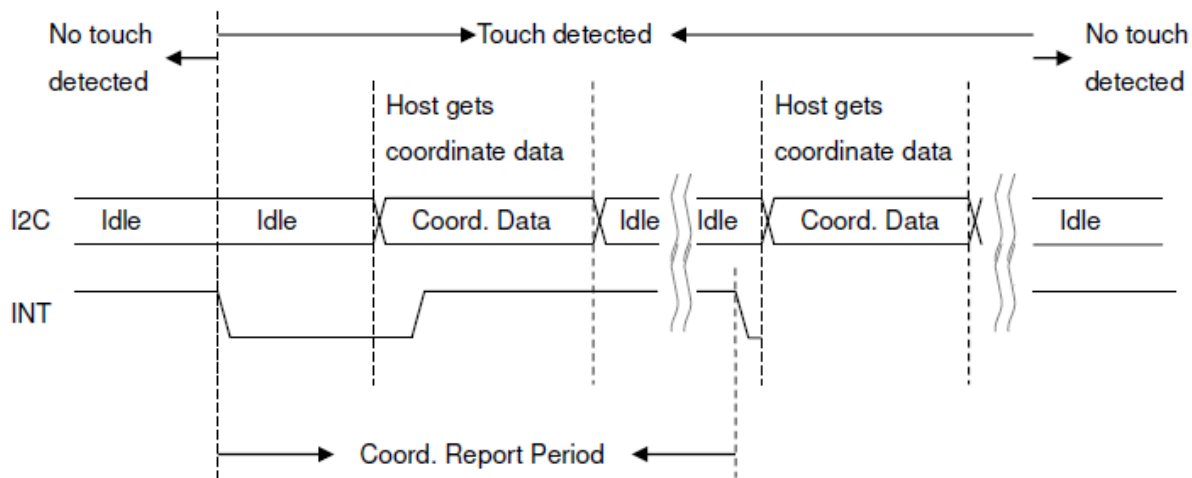 No touch
detected
Touch detected
No touch
detected
Host gets
coordinate data
Host gets
coordinate data
I2C
Idle
Idle
Coord. Data
Idle
Idle
Coord. Data
Idle
INT
Coord. Report Period